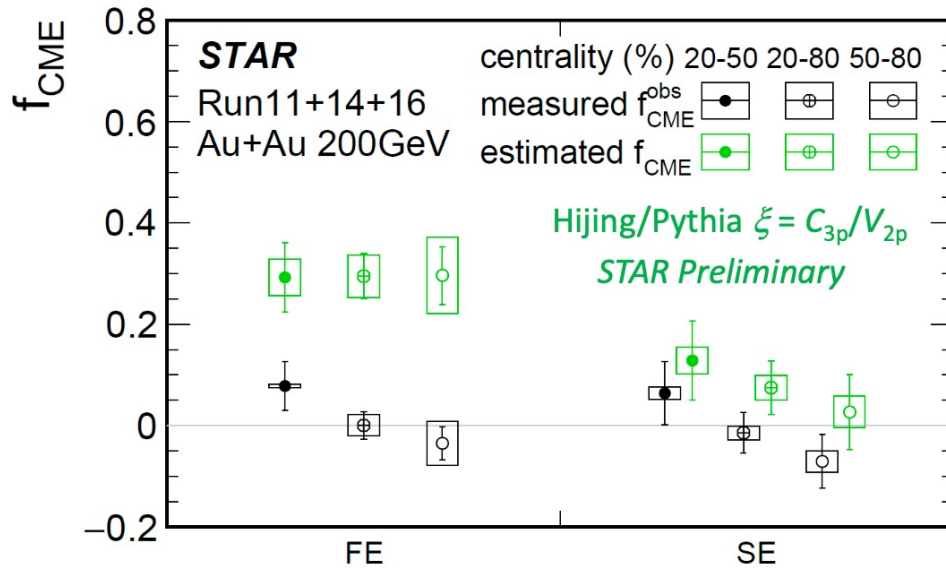 f_CME
0.8
0.6
0.4
0.2
0
−0.2
STAR
Run11+14+16
Au+Au 200GeV
centrality (%) 20-50 20-80 50-80
measured f_CME^obs
estimated f_CME
Hijing/Pythia ξ = C_3p/V_2p
STAR Preliminary
FE SE